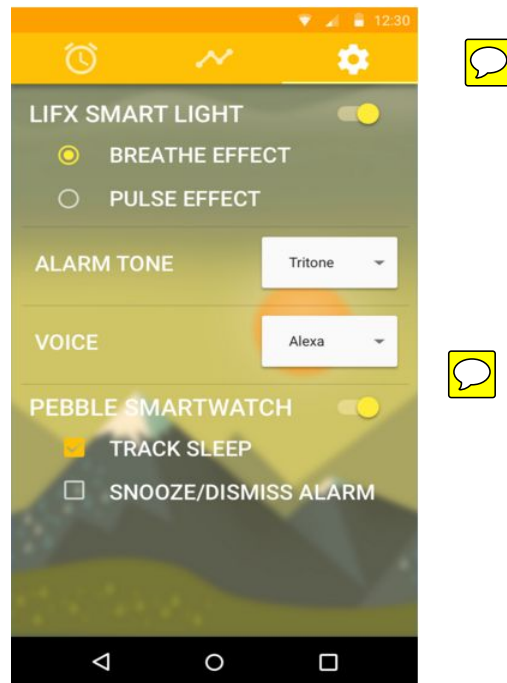 12:30
LIFX SMART LIGHT
BREATHE EFFECT
PULSE EFFECT
ALARM TONE
Tritone
VOICE
Alexa
PEBBLE SMARTWATCH
TRACK SLEEP
SNOOZE/DISMISS ALARM